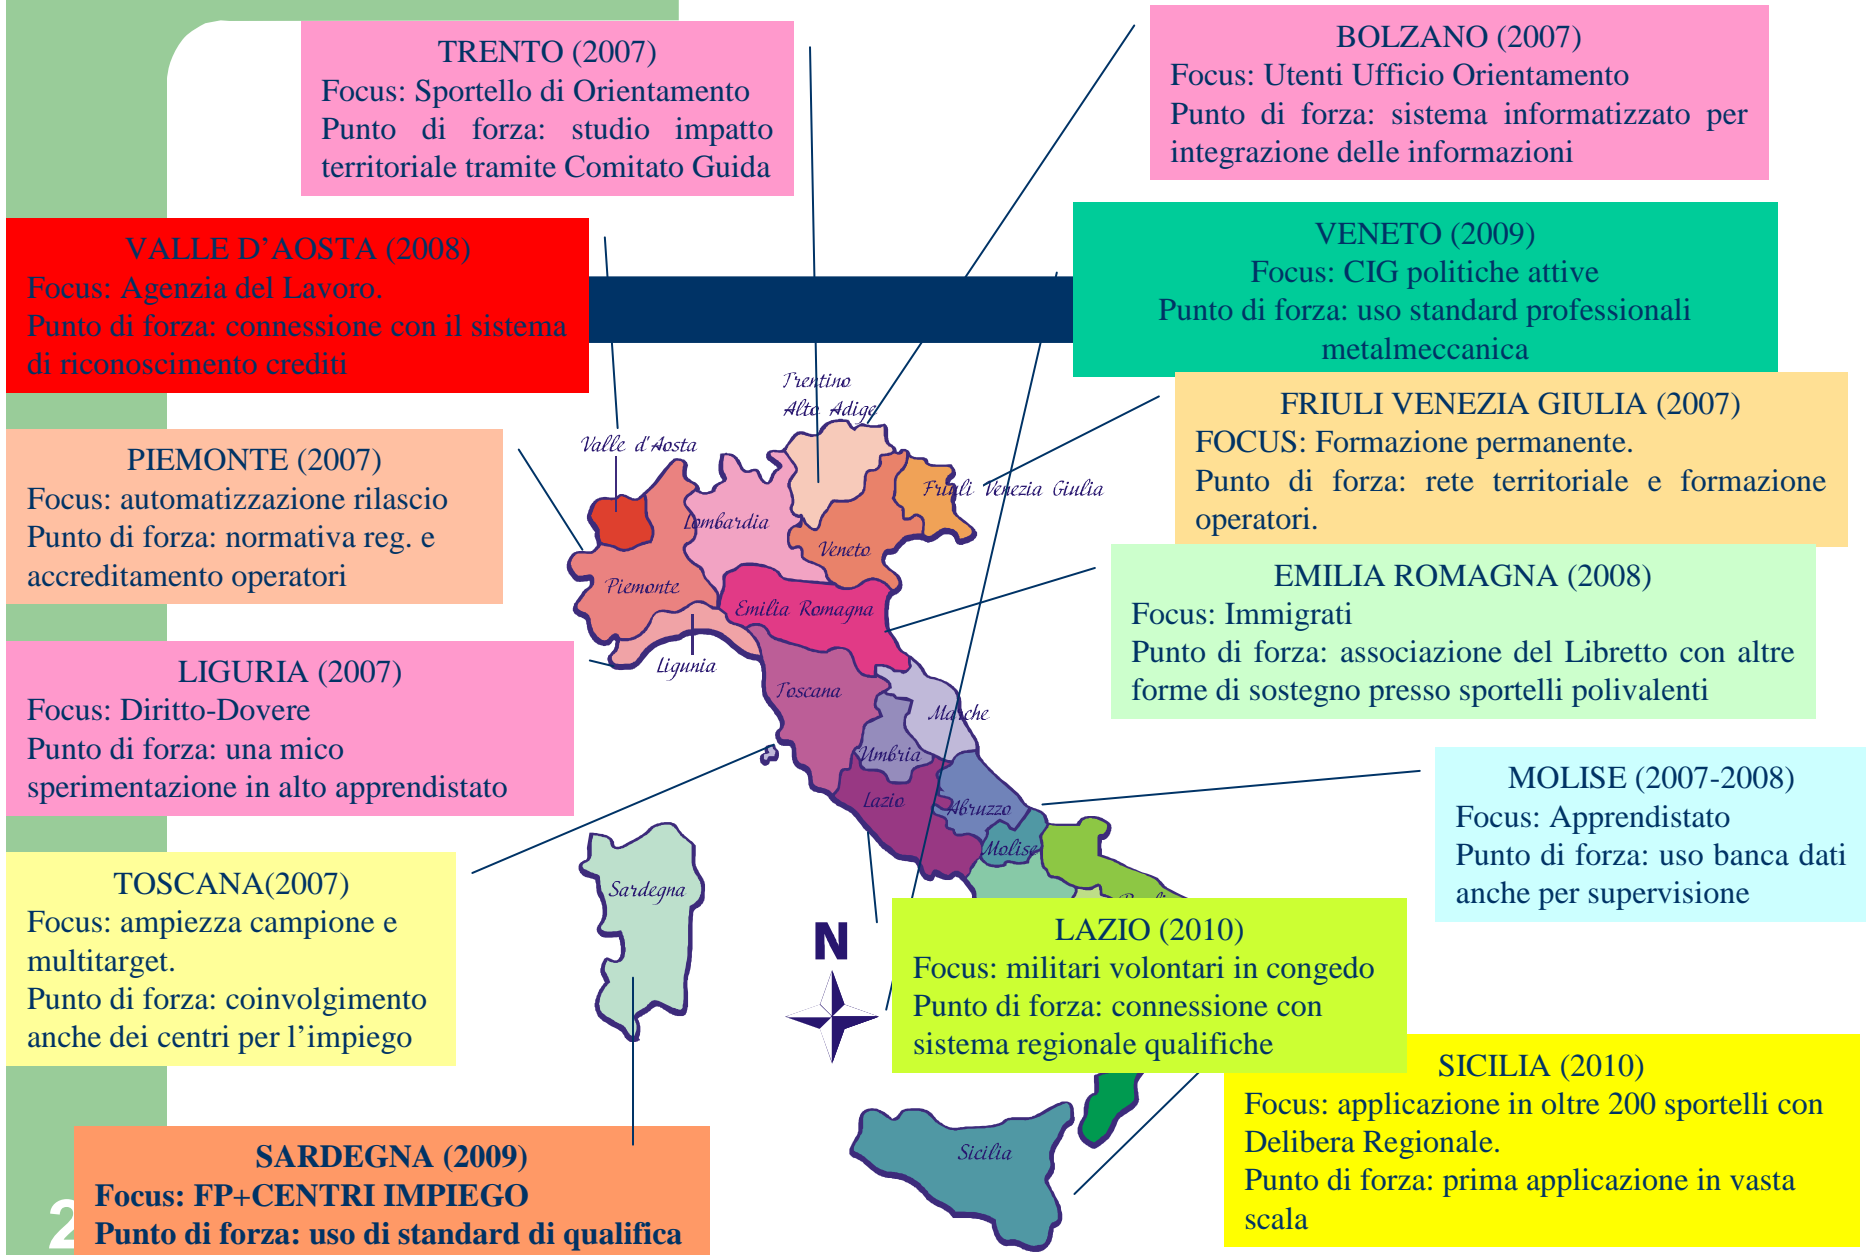 TRENTO (2007)
Focus: Sportello di Orientamento
Punto di forza: studio impatto
territoriale tramite Comitato Guida
BOLZANO (2007)
Focus: Utenti Ufficio Orientamento
Punto di forza: sistema informatizzato per
integrazione delle informazioni
VALLE D’AOSTA (2008)
Focus: Agenzia del Lavoro.
Punto di forza: connessione con il sistema
di riconoscimento crediti
VENETO (2009)
Focus: CIG politiche attive
Punto di forza: uso standard professionali
metalmeccanica
PIEMONTE (2007)
Focus: automatizzazione rilascio
Punto di forza: normativa reg. e
accreditamento operatori
FRIULI VENEZIA GIULIA (2007)
FOCUS: Formazione permanente.
Punto di forza: rete territoriale e formazione
operatori.
EMILIA ROMAGNA (2008)
Focus: Immigrati
Punto di forza: associazione del Libretto con altre
forme di sostegno presso sportelli polivalenti
LIGURIA (2007)
Focus: Diritto-Dovere
Punto di forza: una mico
sperimentazione in alto apprendistato
MOLISE (2007-2008)
Focus: Apprendistato
Punto di forza: uso banca dati
anche per supervisione
TOSCANA(2007)
Focus: ampiezza campione e
multitarget.
Punto di forza: coinvolgimento
anche dei centri per l’impiego
LAZIO (2010)
Focus: militari volontari in congedo
Punto di forza: connessione con
sistema regionale qualifiche
SICILIA (2010)
Focus: applicazione in oltre 200 sportelli con
Delibera Regionale.
Punto di forza: prima applicazione in vasta
scala
SARDEGNA (2009)
Focus: FP+CENTRI IMPIEGO
Punto di forza: uso di standard di qualifica
Trentino
Alto Adige
Valle d'Aosta
Friuli Venezia Giulia
Lombardia
Veneto
Piemonte
Emilia Romagna
Ligunia
Toscana
Marche
Umbria
Lazio
Abruzzo
Molise
Sardegna
N
Sicilia
2